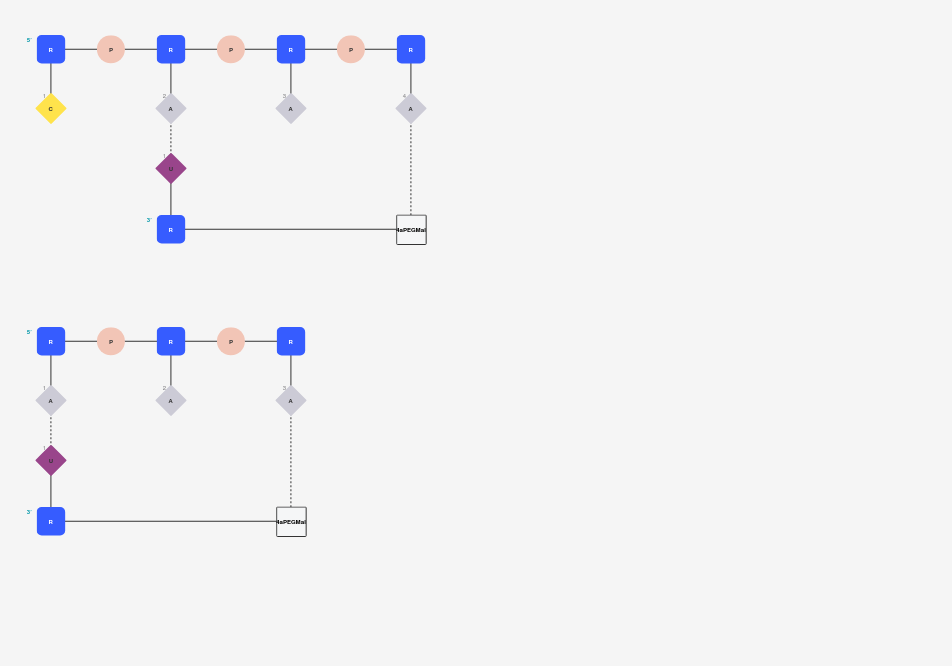 5'
R P R P R P R
1 2 3 4
C A A A
1
U
3'
R 4aPEGMal
5'
R P R P R
1 2 3
A A A
1
U
3'
R 4aPEGMal